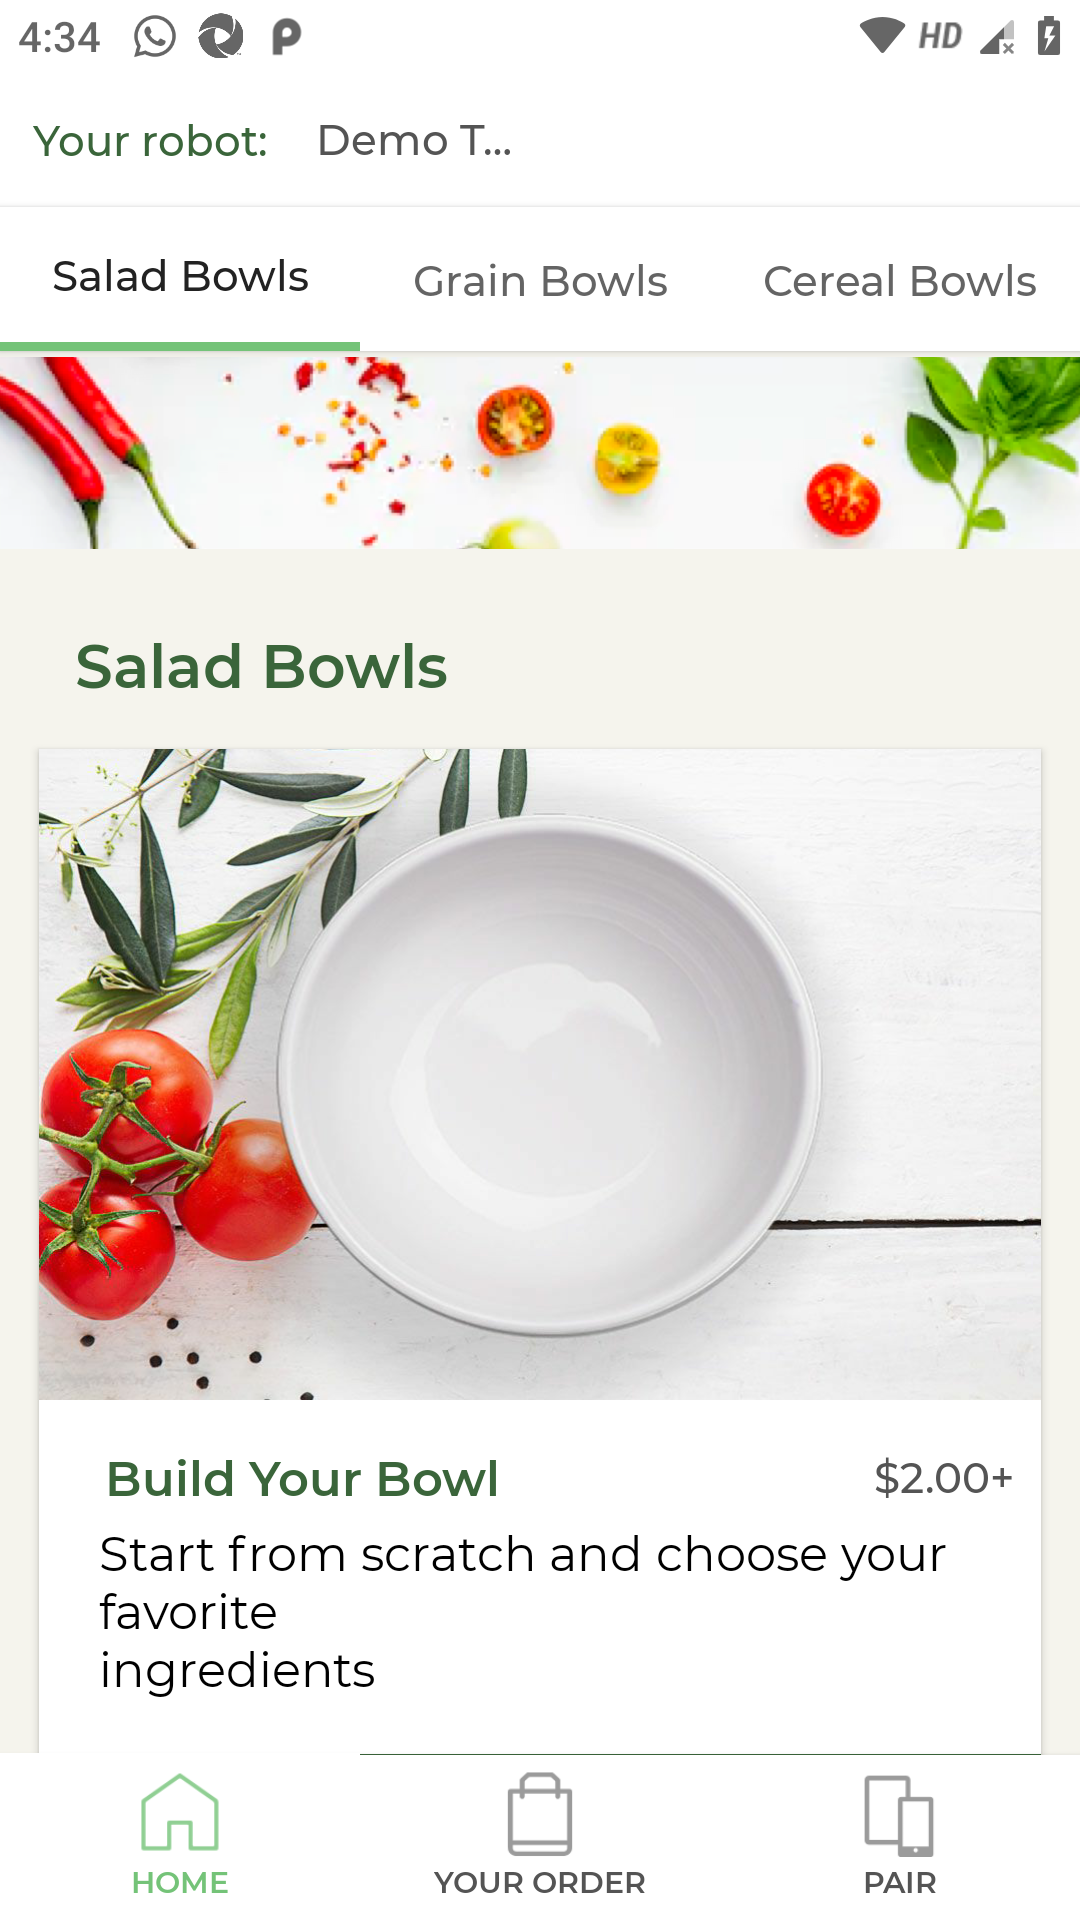 4:34 HD
Your robot: Demo T...
Salad Bowls Grain Bowls Cereal Bowls
Salad Bowls
Build Your Bowl $2.00+
Start from scratch and choose your
favorite
ingredients
HOME YOUR ORDER PAIR